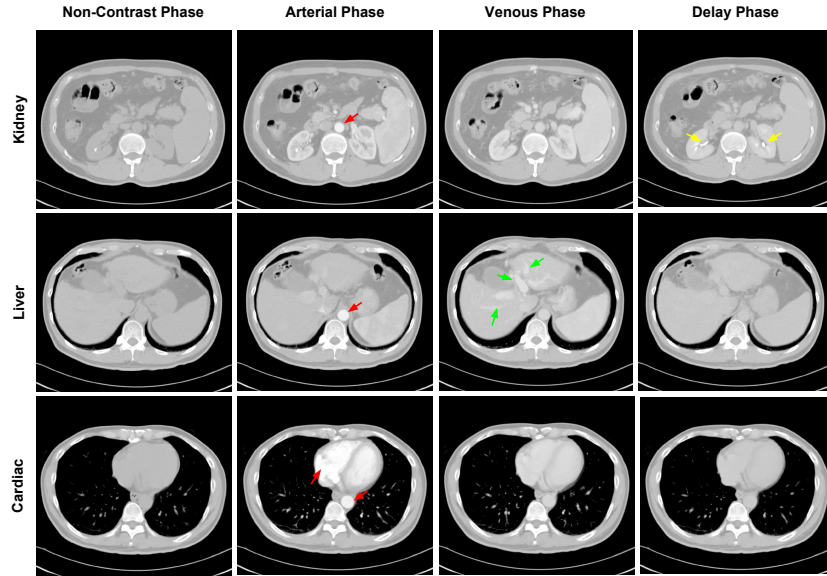 Non-Contrast Phase Arterial Phase Venous Phase Delay Phase
Kidney
Liver
Cardiac